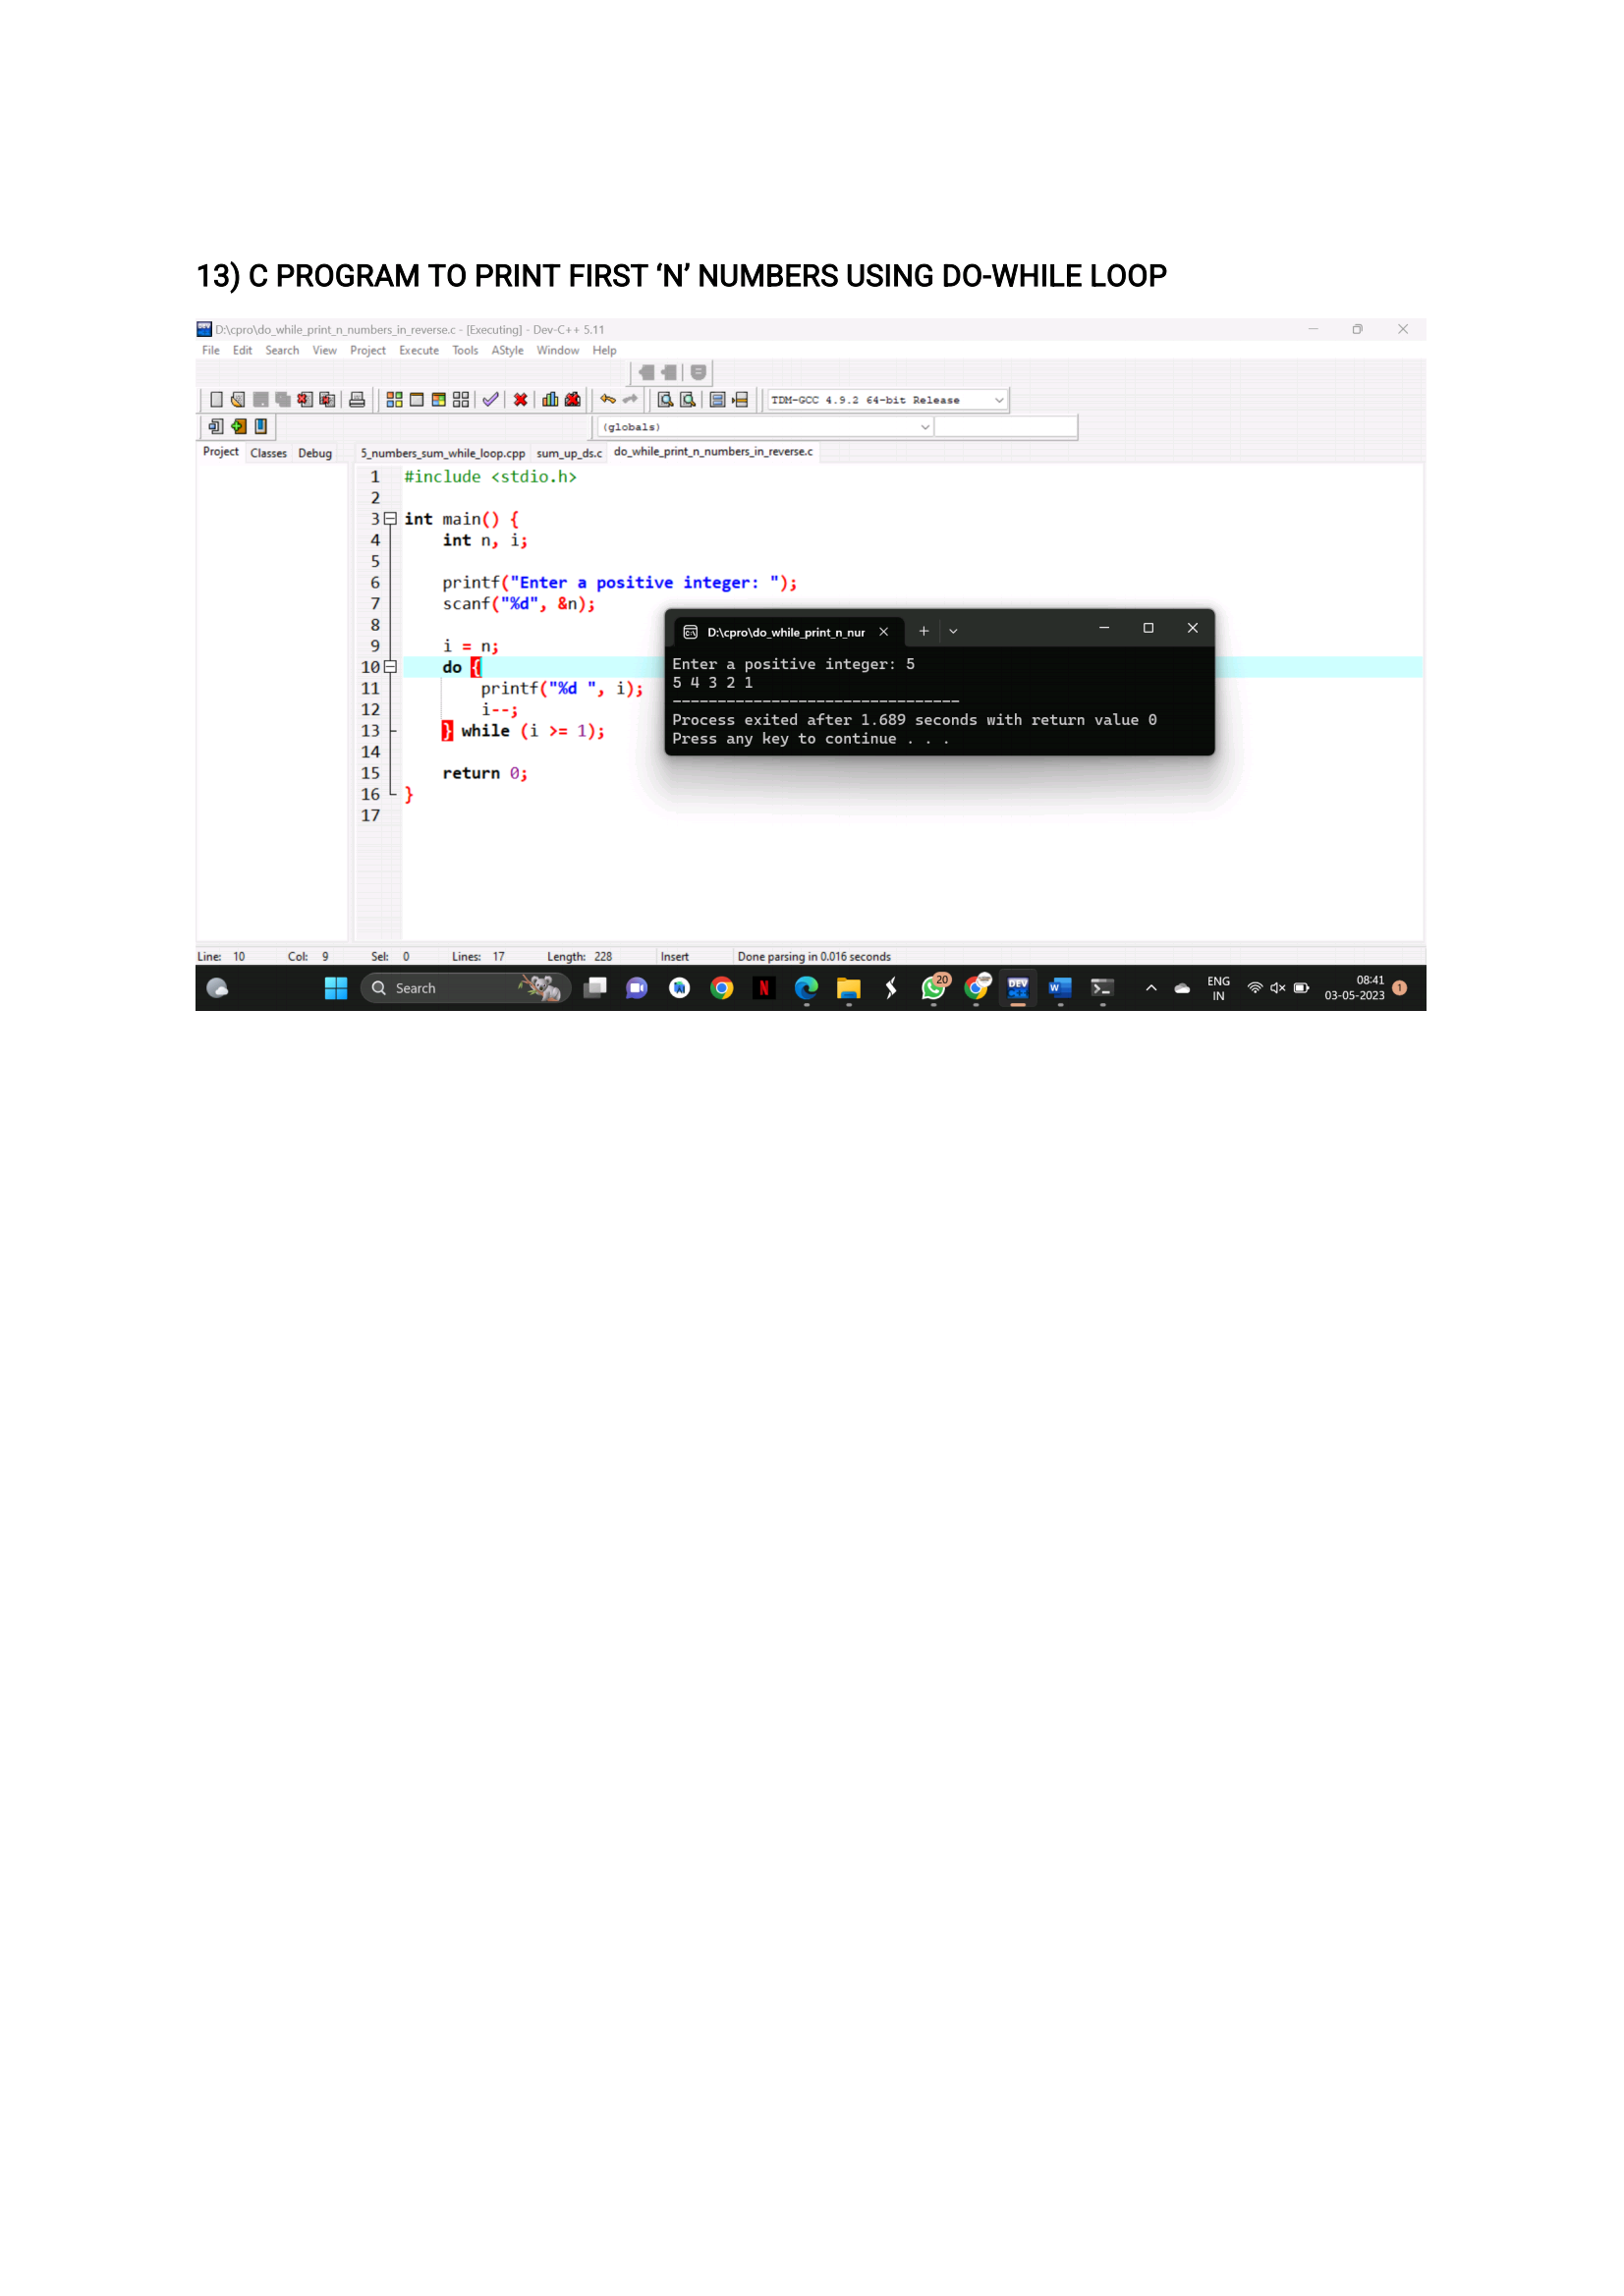 13) C PROGRAM TO PRINT FIRST ‘N’ NUMBERS USING DO-WHILE LOOP
D:\cpro\do_while_print_n_numbers_in_reverse.c - [Executing] - Dev-C++ 5.11
File Edit Search View Project Execute Tools AStyle Window Help
TDM-GCC 4.9.2 64-bit Release
(globals)
Project Classes Debug 5_numbers_sum_while_loop.cpp sum_up_ds.c do_while_print_n_numbers_in_reverse.c
1 #include <stdio.h>
2
3 int main() {
4 int n, i;
5
6 printf("Enter a positive integer: ");
7 scanf("%d", &n);
8
9 i = n;
10 do {
11 printf("%d ", i);
12 i--;
13 } while (i >= 1);
14
15 return 0;
16 }
17
D:\cpro\do_while_print_n_nur
Enter a positive integer: 5
5 4 3 2 1
--------------------------------
Process exited after 1.689 seconds with return value 0
Press any key to continue . . .
Line: 10 Col: 9 Sel: 0 Lines: 17 Length: 228 Insert Done parsing in 0.016 seconds
Search
N
20
DEV
W
ENG
IN
08:41
03-05-2023
1